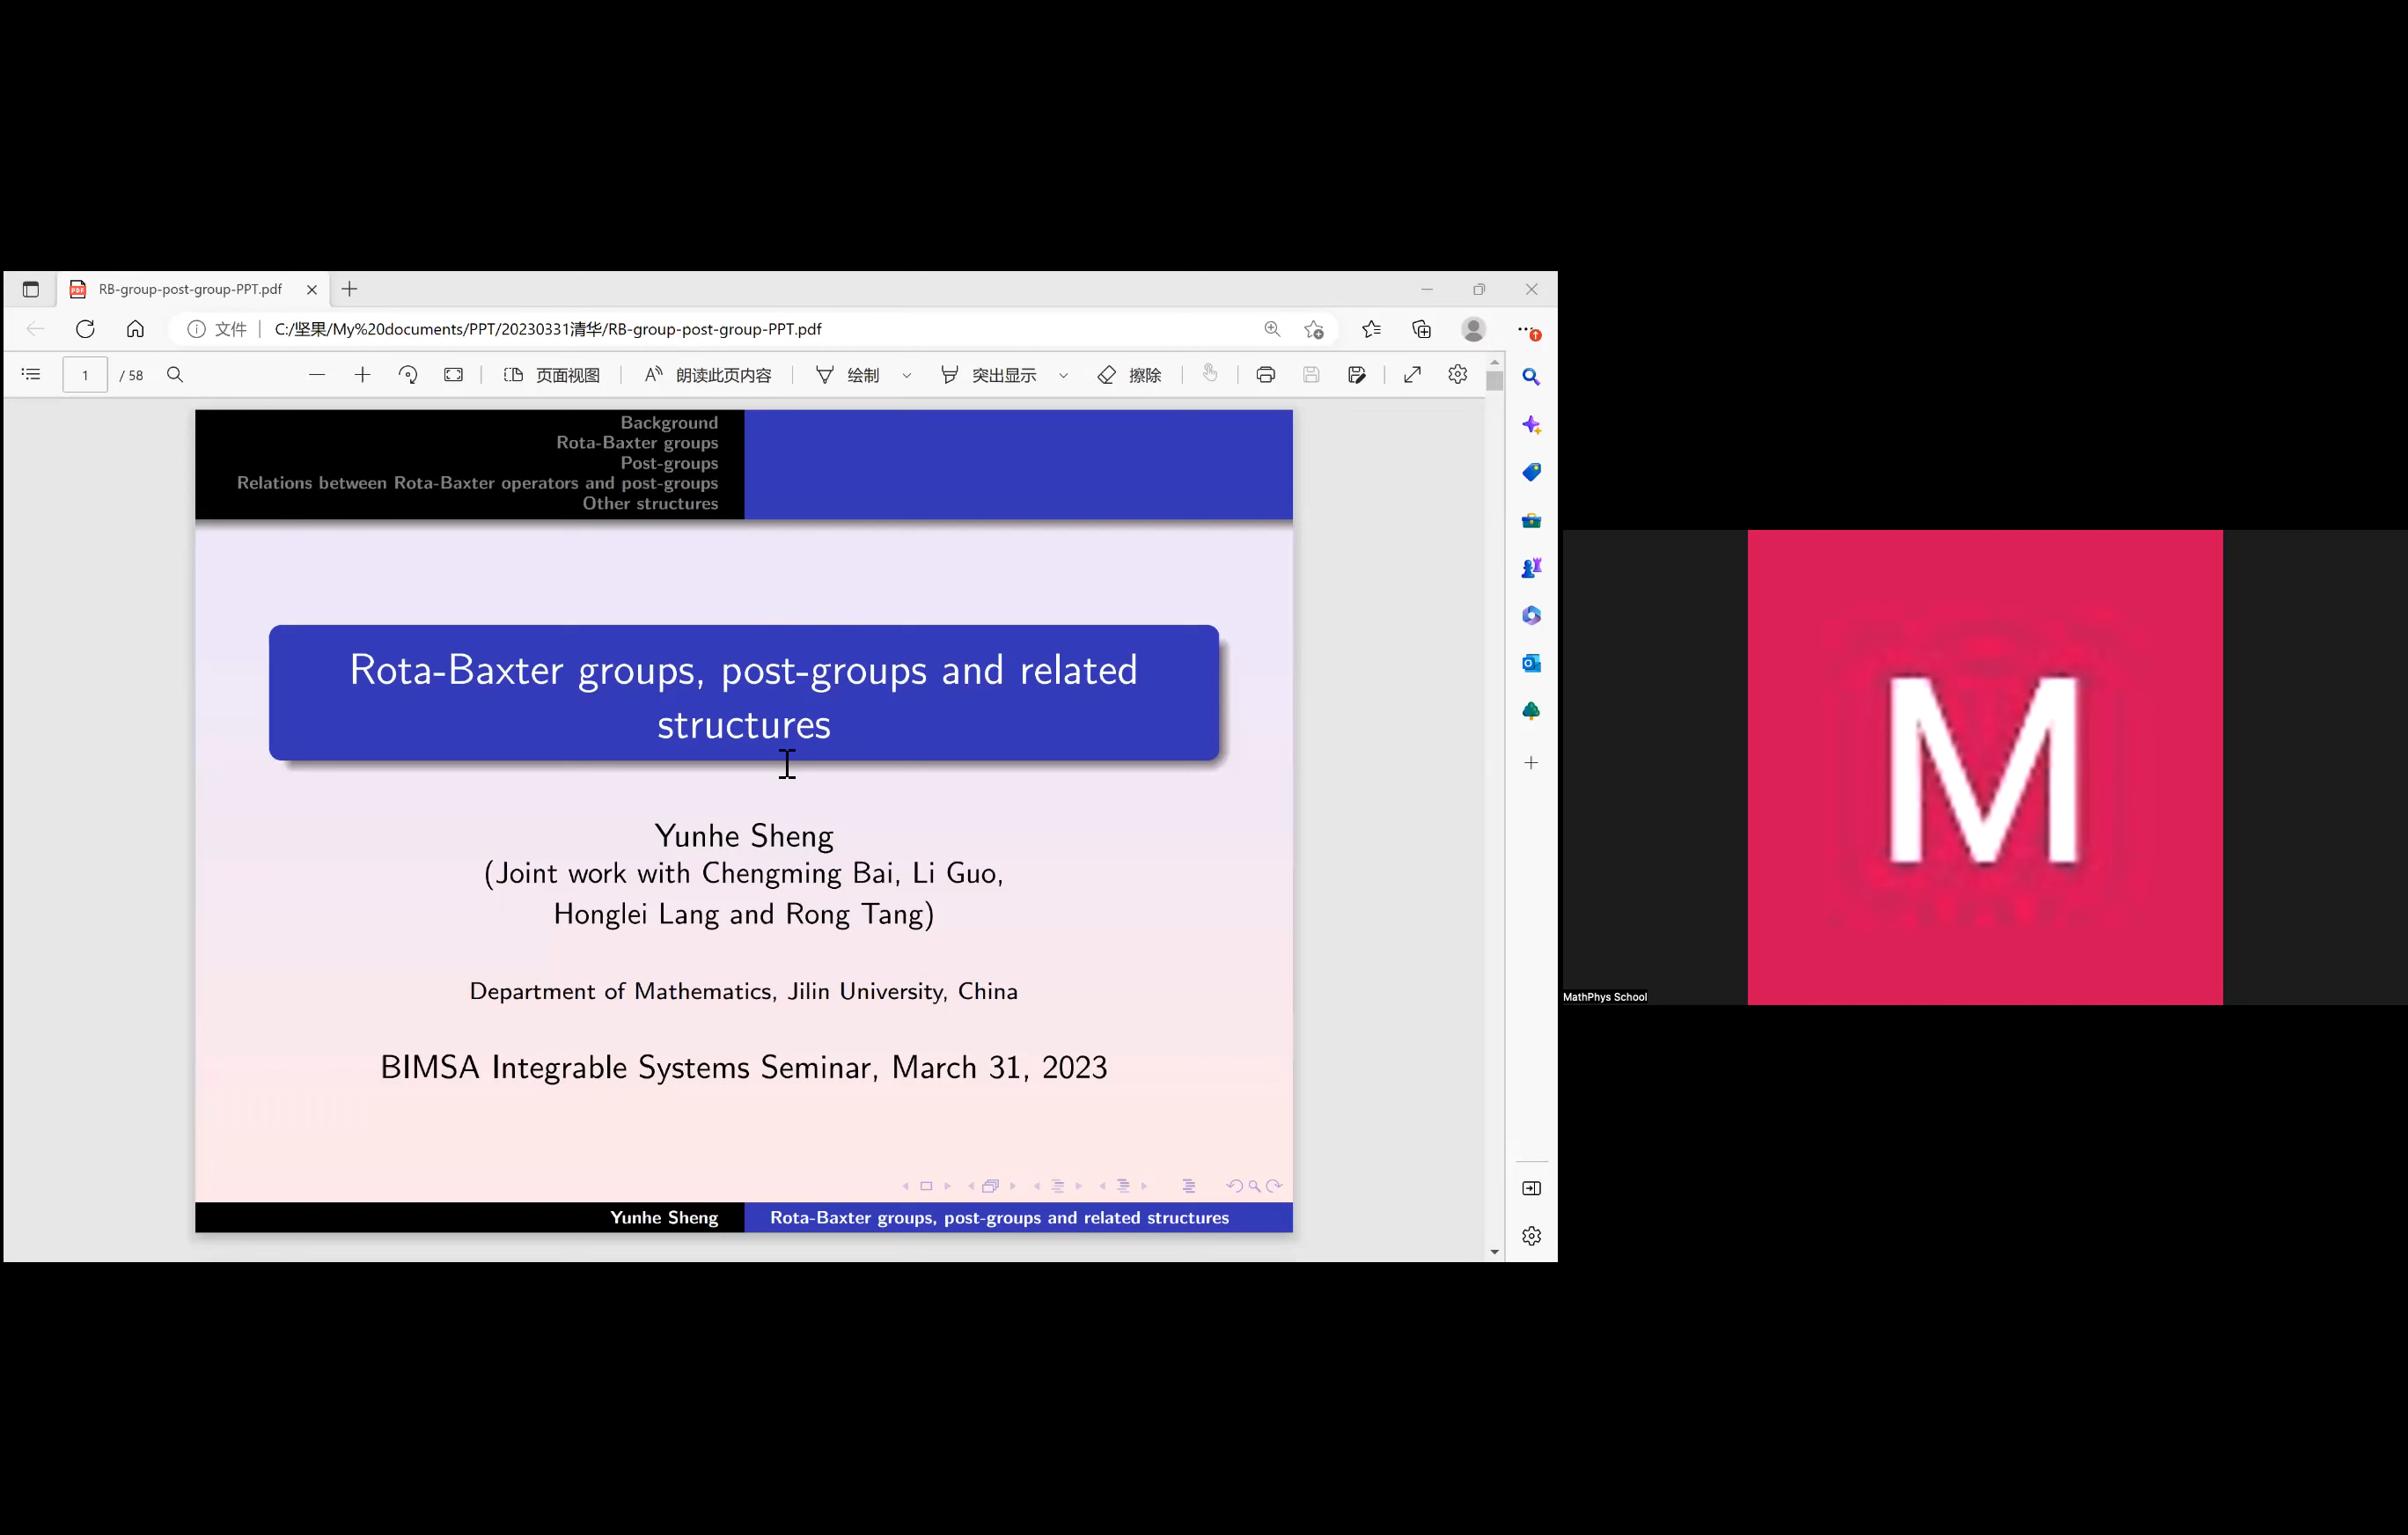 RB-group-post-group-PPT.pdf
文件 C:/坚果/My%20documents/PPT/20230331清华/RB-group-post-group-PPT.pdf
1 / 58 页面视图 朗读此页内容 绘制 突出显示 擦除
Background
Rota-Baxter groups
Post-groups
Relations between Rota-Baxter operators and post-groups
Other structures
Rota-Baxter groups, post-groups and related
structures
Yunhe Sheng
(Joint work with Chengming Bai, Li Guo,
Honglei Lang and Rong Tang)
Department of Mathematics, Jilin University, China
BIMSA Integrable Systems Seminar, March 31, 2023
Yunhe Sheng Rota-Baxter groups, post-groups and related structures
M
MathPhys School